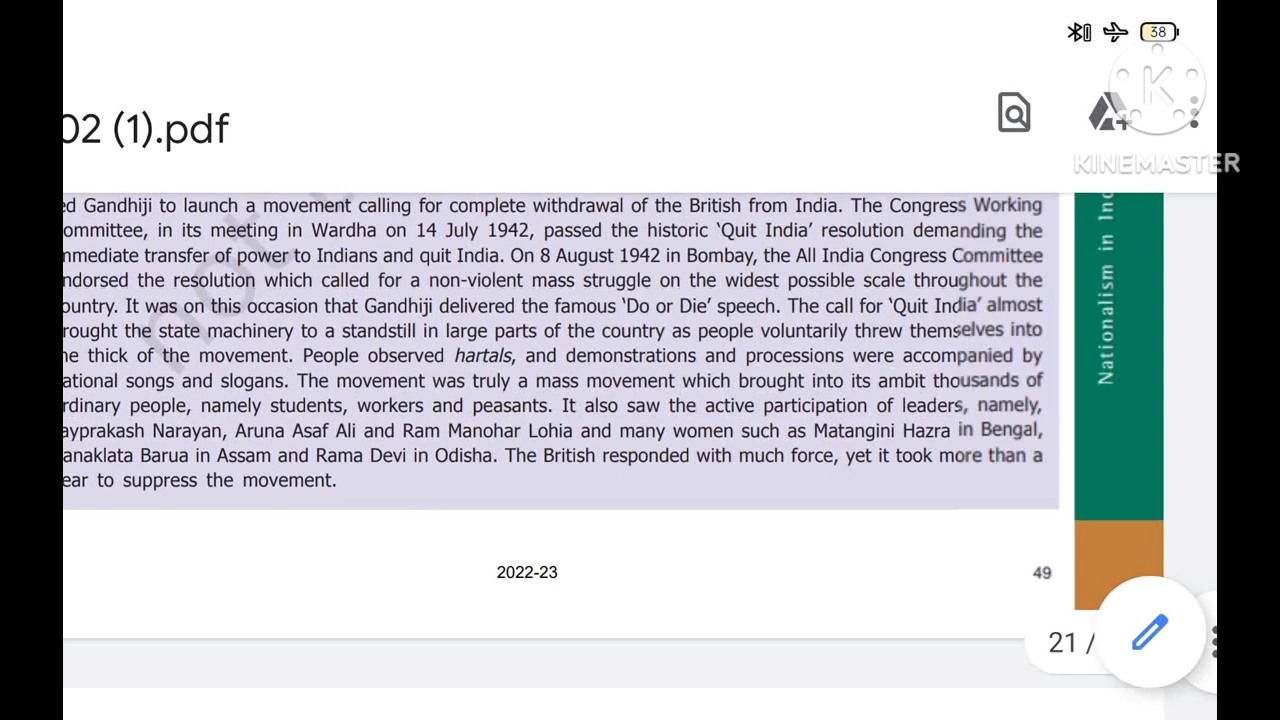 38
02 (1).pdf
KINEMASTER
ed Gandhiji to launch a movement calling for complete withdrawal of the British from India. The Congress Working
ommittee, in its meeting in Wardha on 14 July 1942, passed the historic ‘Quit India’ resolution demanding the
mmediate transfer of power to Indians and quit India. On 8 August 1942 in Bombay, the All India Congress Committee
ndorsed the resolution which called for a non-violent mass struggle on the widest possible scale throughout the
ountry. It was on this occasion that Gandhiji delivered the famous ‘Do or Die’ speech. The call for ‘Quit India’ almost
rought the state machinery to a standstill in large parts of the country as people voluntarily threw themselves into
he thick of the movement. People observed hartals, and demonstrations and processions were accompanied by
ational songs and slogans. The movement was truly a mass movement which brought into its ambit thousands of
rdinary people, namely students, workers and peasants. It also saw the active participation of leaders, namely,
ayprakash Narayan, Aruna Asaf Ali and Ram Manohar Lohia and many women such as Matangini Hazra in Bengal,
anaklata Barua in Assam and Rama Devi in Odisha. The British responded with much force, yet it took more than a
ear to suppress the movement.
not
Nationalism in Ind
2022-23
49
21 /